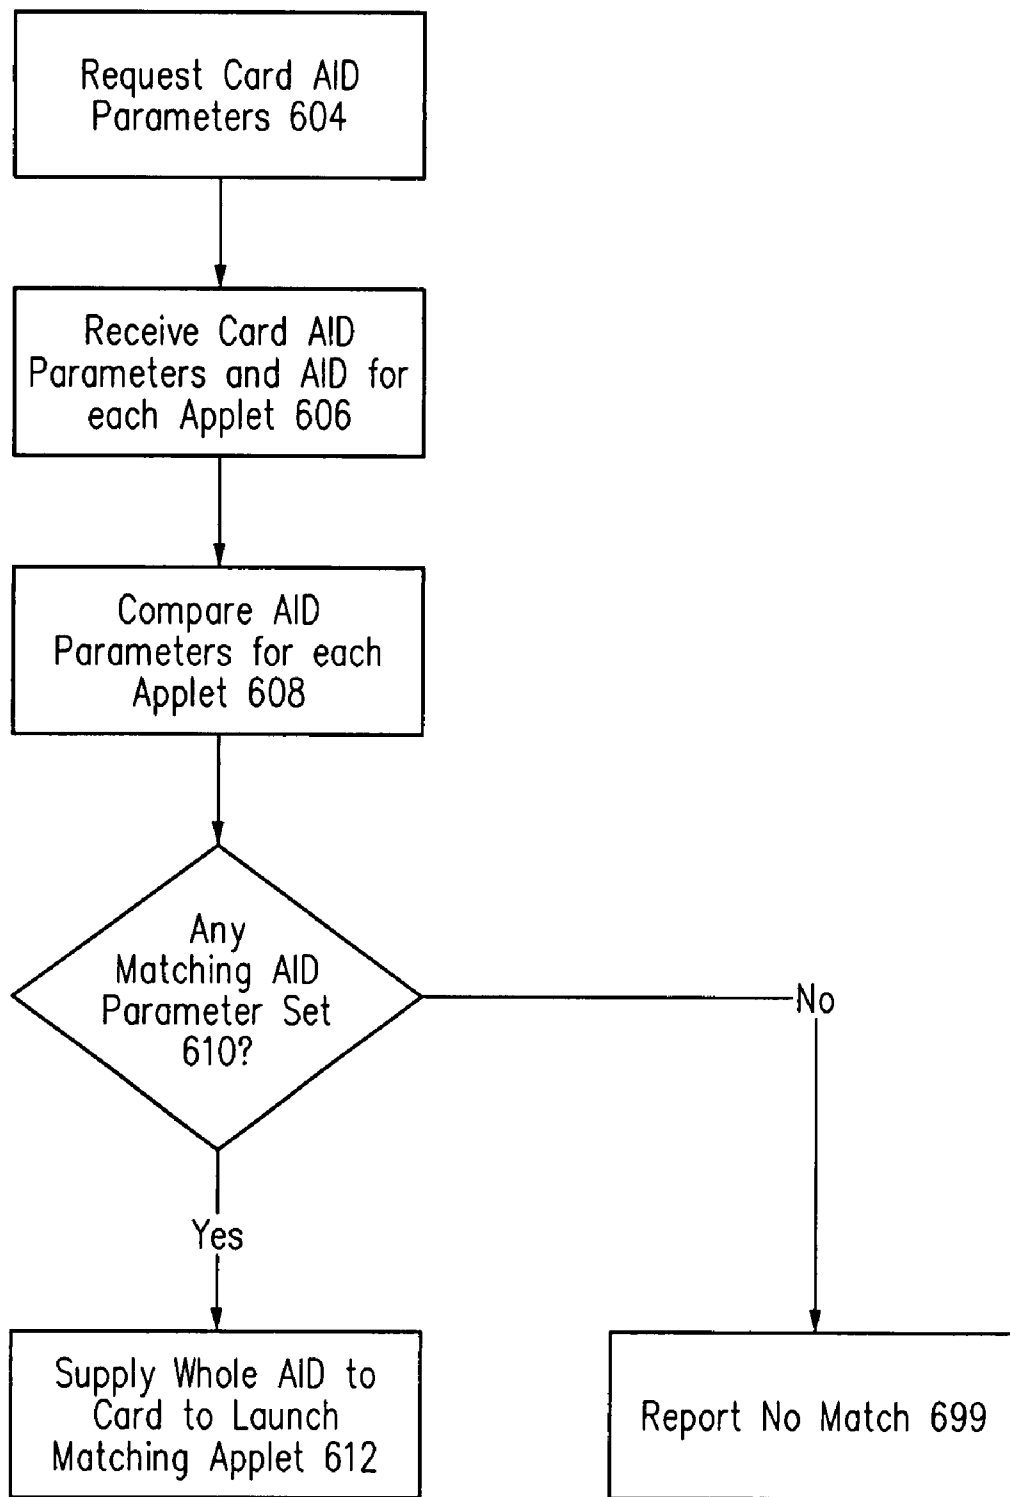 Request Card AID
Parameters 604
Receive Card AID
Parameters and AID for
each Applet 606
Compare AID
Parameters for each
Applet 608
Any
Matching AID
Parameter Set
610?
No
Yes
Supply Whole AID to
Card to Launch
Matching Applet 612
Report No Match 699